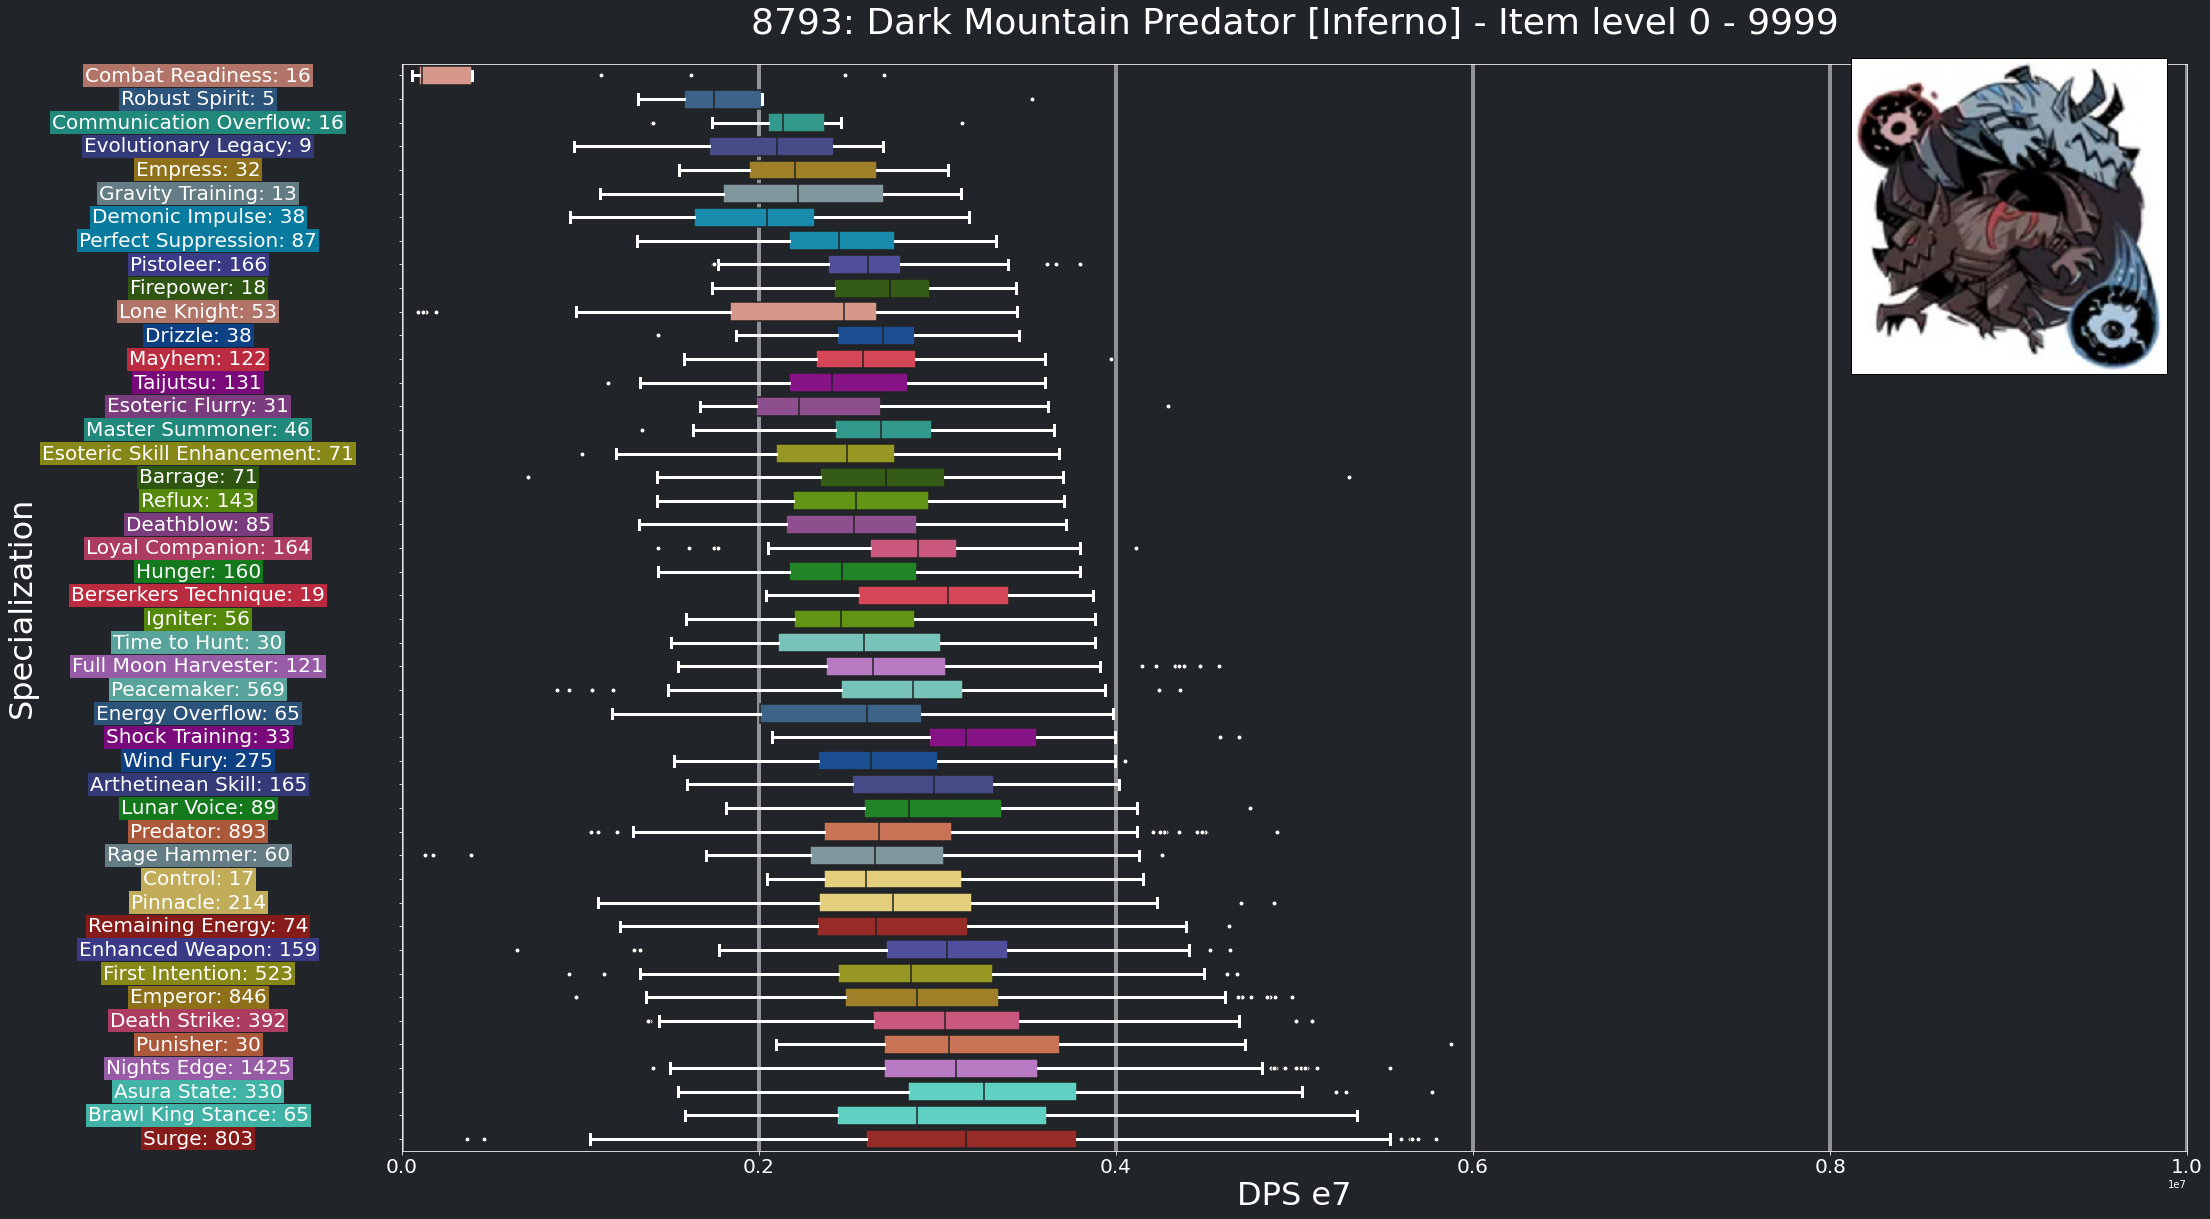 8793: Dark Mountain Predator [Inferno] - Item level 0 - 9999
Combat Readiness: 16
Robust Spirit: 5
Communication Overflow: 16
Evolutionary Legacy: 9
Empress: 32
Gravity Training: 13
Demonic Impulse: 38
Perfect Suppression: 87
Pistoleer: 166
Firepower: 18
Lone Knight: 53
Drizzle: 38
Mayhem: 122
Taijutsu: 131
Esoteric Flurry: 31
Master Summoner: 46
Esoteric Skill Enhancement: 71
Barrage: 71
Reflux: 143
Deathblow: 85
Loyal Companion: 164
Hunger: 160
Berserkers Technique: 19
Igniter: 56
Time to Hunt: 30
Full Moon Harvester: 121
Peacemaker: 569
Energy Overflow: 65
Shock Training: 33
Wind Fury: 275
Arthetinean Skill: 165
Lunar Voice: 89
Predator: 893
Rage Hammer: 60
Control: 17
Pinnacle: 214
Remaining Energy: 74
Enhanced Weapon: 159
First Intention: 523
Emperor: 846
Death Strike: 392
Punisher: 30
Nights Edge: 1425
Asura State: 330
Brawl King Stance: 65
Surge: 803
Specialization
0.0 0.2 0.4 0.6 0.8 1.0
1e7
DPS e7